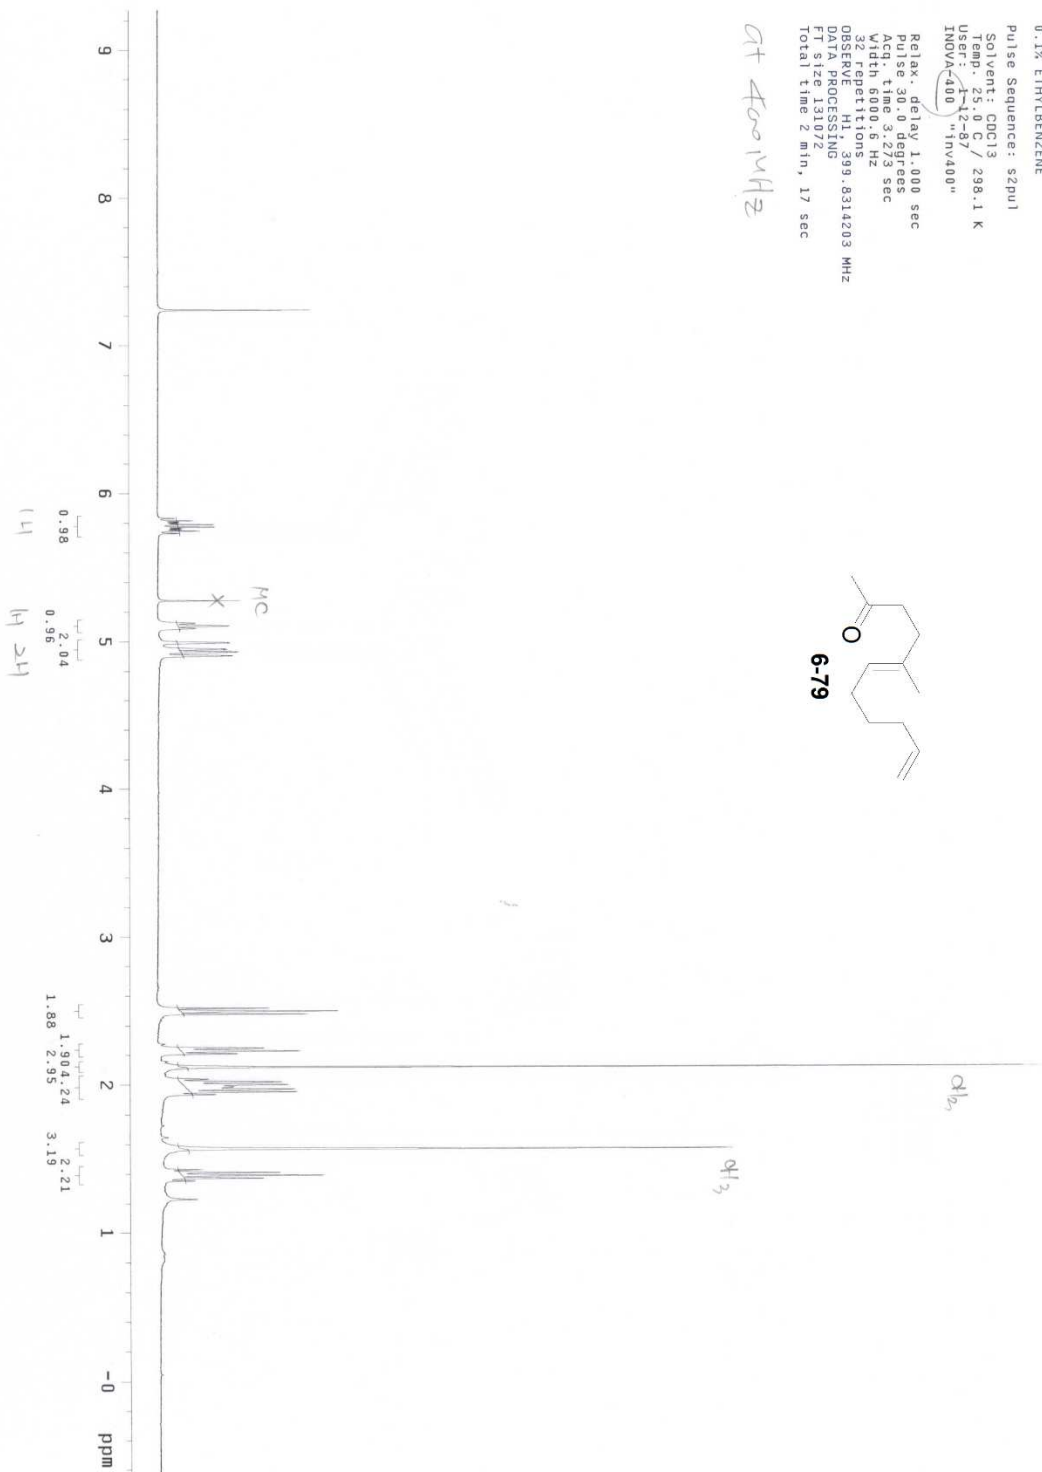 0.1% ETHYLBENZENE
Pulse Sequence: s2pul
Solvent: CDCl3
Temp. 25.0 C / 298.1 K
User: 1-12-87
INOVA-400 "inv400"
Relax. delay 1.000 sec
Pulse 30.0 degrees
Acq. time 3.273 sec
Width 6000.6 Hz
32 repetitions
OBSERVE H1, 399.8314203 MHz
DATA PROCESSING
FT size 131072
Total time 2 min, 17 sec
at 400 MHz
O
6-79
MC
X
CH3
CH3
9 8 7 6 5 4 3 2 1 -0 ppm
0.98 2.04 1.90 4.24 2.21
0.96 1.88 2.95 3.19
1H 1H 2H